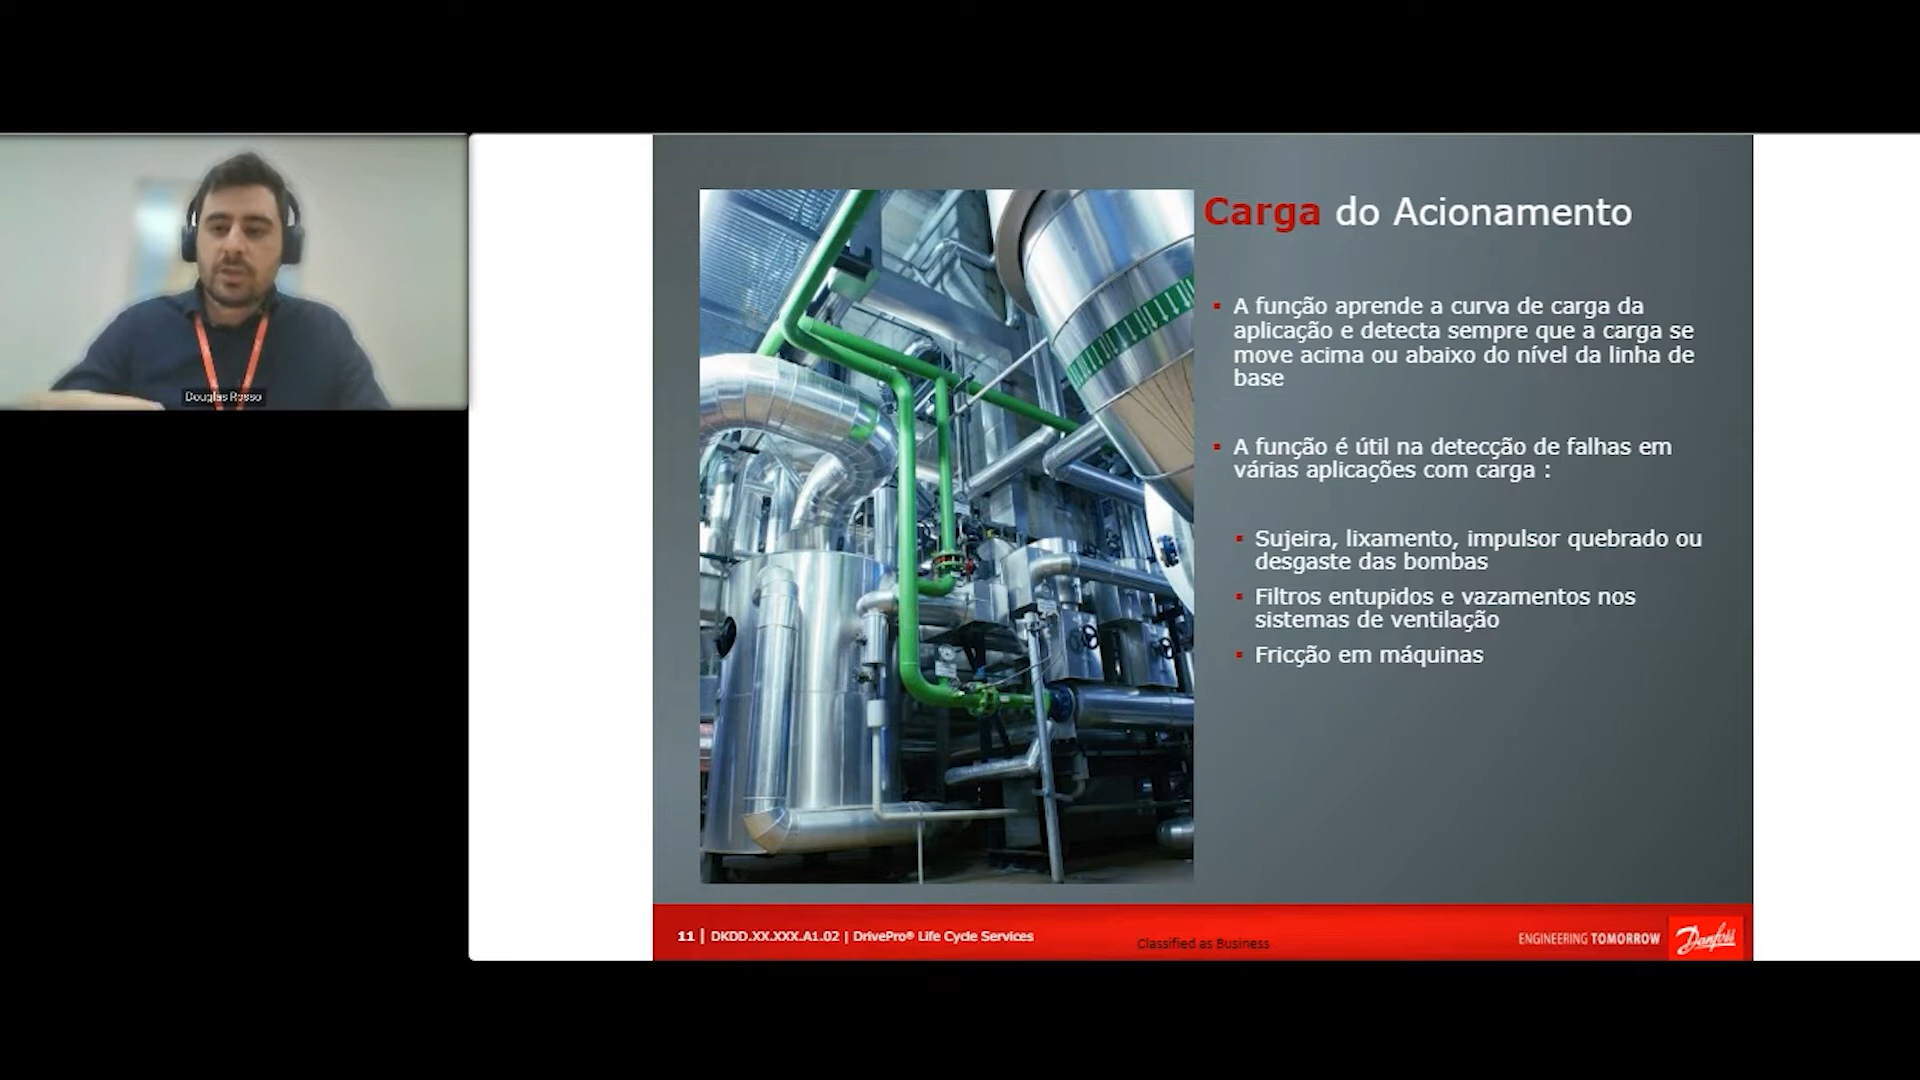 Douglas Rosso
Carga do Acionamento
▪ A função aprende a curva de carga da
aplicação e detecta sempre que a carga se
move acima ou abaixo do nível da linha de
base
▪ A função é útil na detecção de falhas em
várias aplicações com carga :
▪ Sujeira, lixamento, impulsor quebrado ou
desgaste das bombas
▪ Filtros entupidos e vazamentos nos
sistemas de ventilação
▪ Fricção em máquinas
11 | DKDD.XX.XXX.A1.02 | DrivePro® Life Cycle Services
Classified as Business
ENGINEERING TOMORROW
Danfoss